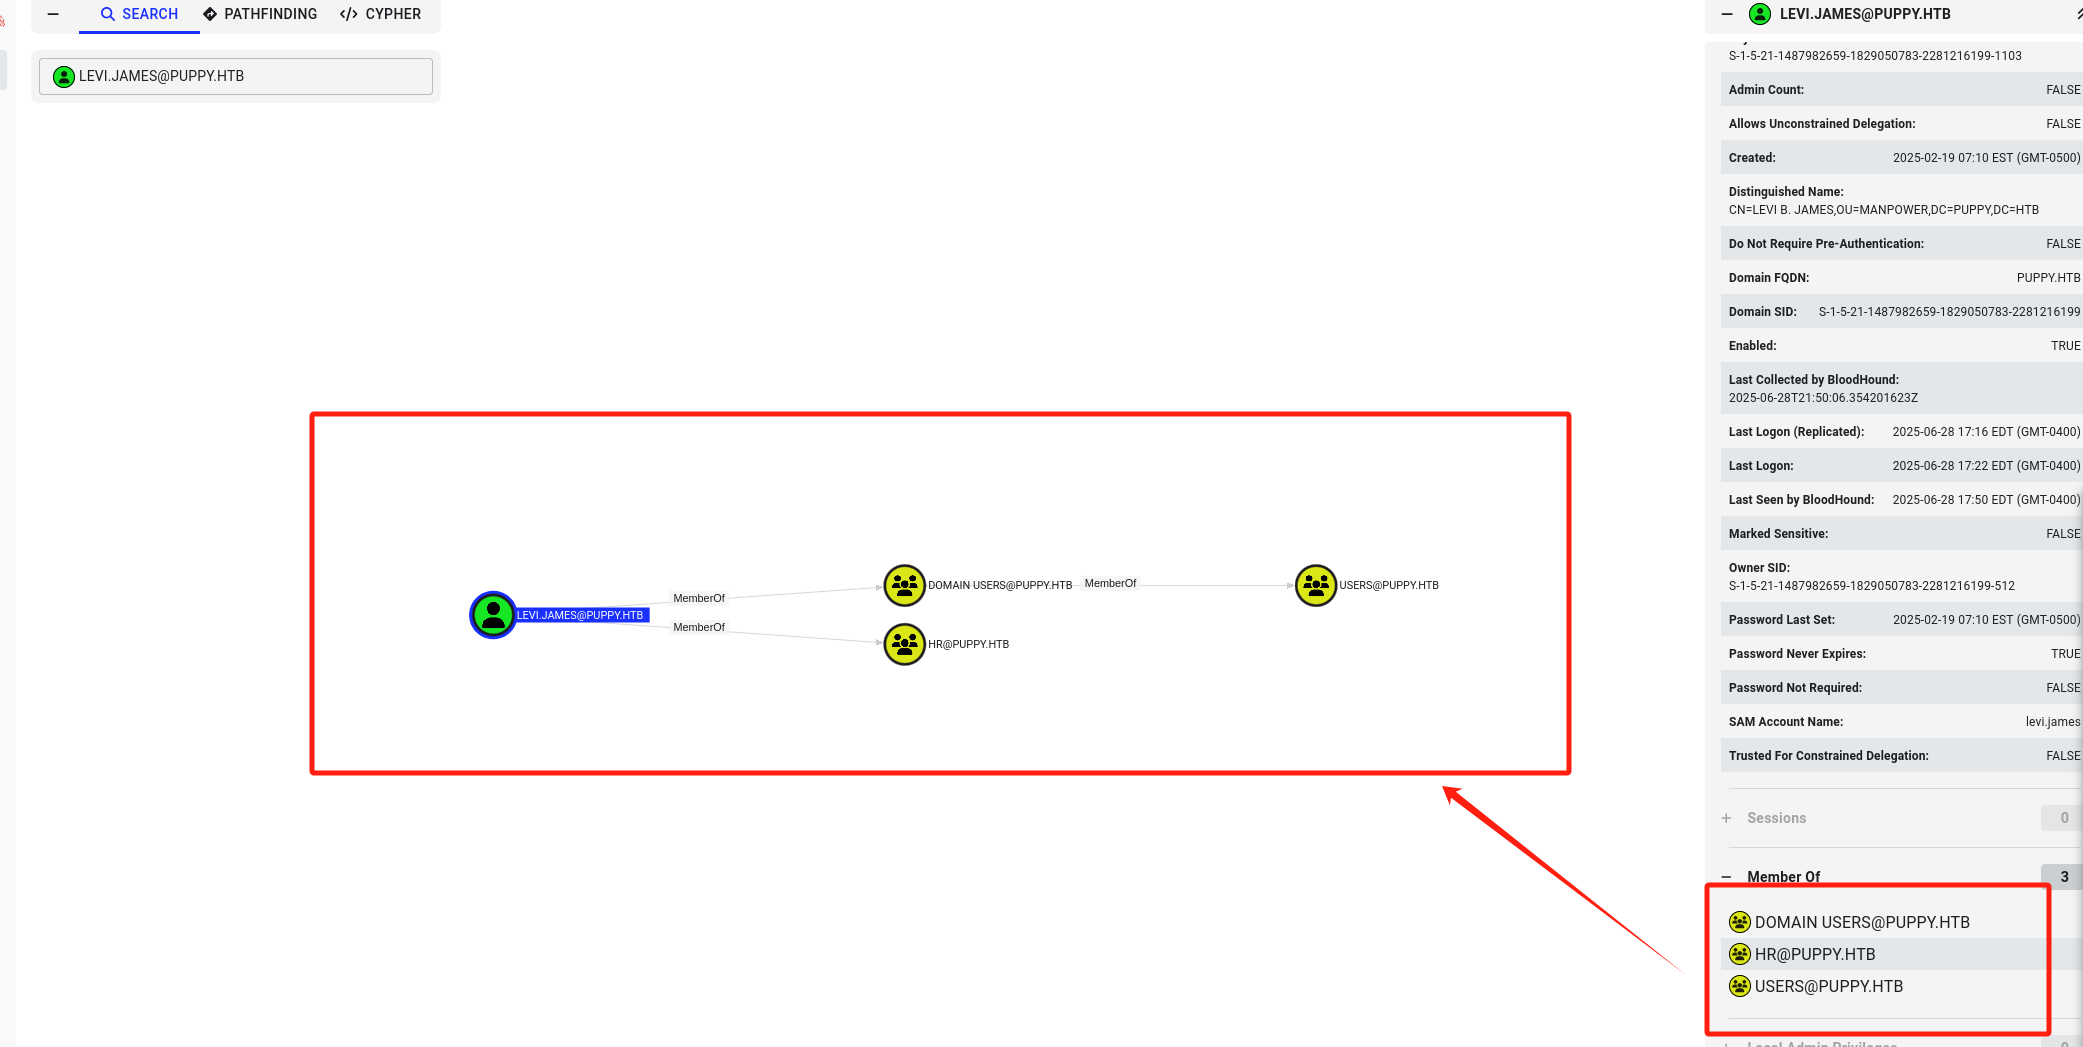 SEARCH
PATHFINDING
</> CYPHER
LEVI.JAMES@PUPPY.HTB
LEVI.JAMES@PUPPY.HTB
MemberOf
MemberOf
DOMAIN USERS@PUPPY.HTB
MemberOf
USERS@PUPPY.HTB
HR@PUPPY.HTB
LEVI.JAMES@PUPPY.HTB
S-1-5-21-1487982659-1829050783-2281216199-1103
Admin Count: FALSE
Allows Unconstrained Delegation: FALSE
Created: 2025-02-19 07:10 EST (GMT-0500)
Distinguished Name:
CN=LEVI B. JAMES,OU=MANPOWER,DC=PUPPY,DC=HTB
Do Not Require Pre-Authentication: FALSE
Domain FQDN: PUPPY.HTB
Domain SID: S-1-5-21-1487982659-1829050783-2281216199
Enabled: TRUE
Last Collected by BloodHound:
2025-06-28T21:50:06.354201623Z
Last Logon (Replicated): 2025-06-28 17:16 EDT (GMT-0400)
Last Logon: 2025-06-28 17:22 EDT (GMT-0400)
Last Seen by BloodHound: 2025-06-28 17:50 EDT (GMT-0400)
Marked Sensitive: FALSE
Owner SID:
S-1-5-21-1487982659-1829050783-2281216199-512
Password Last Set: 2025-02-19 07:10 EST (GMT-0500)
Password Never Expires: TRUE
Password Not Required: FALSE
SAM Account Name: levi.james
Trusted For Constrained Delegation: FALSE
Sessions 0
Member Of 3
DOMAIN USERS@PUPPY.HTB
HR@PUPPY.HTB
USERS@PUPPY.HTB
Local Admin Privileges 0